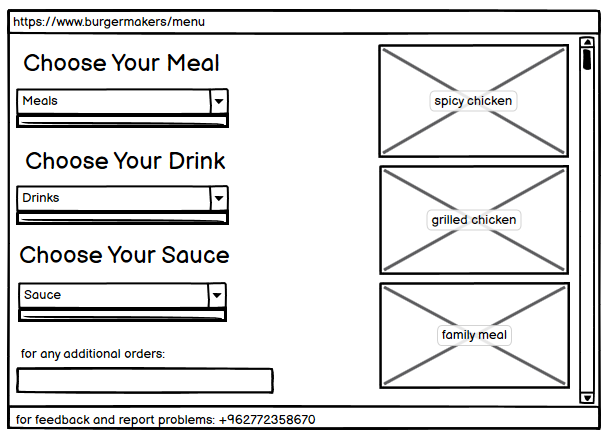 https://www.burgermakers/menu
Choose Your Meal
Meals
Choose Your Drink
Drinks
Choose Your Sauce
Sauce
for any additional orders:
spicy chicken
grilled chicken
family meal
for feedback and report problems: +962772358670